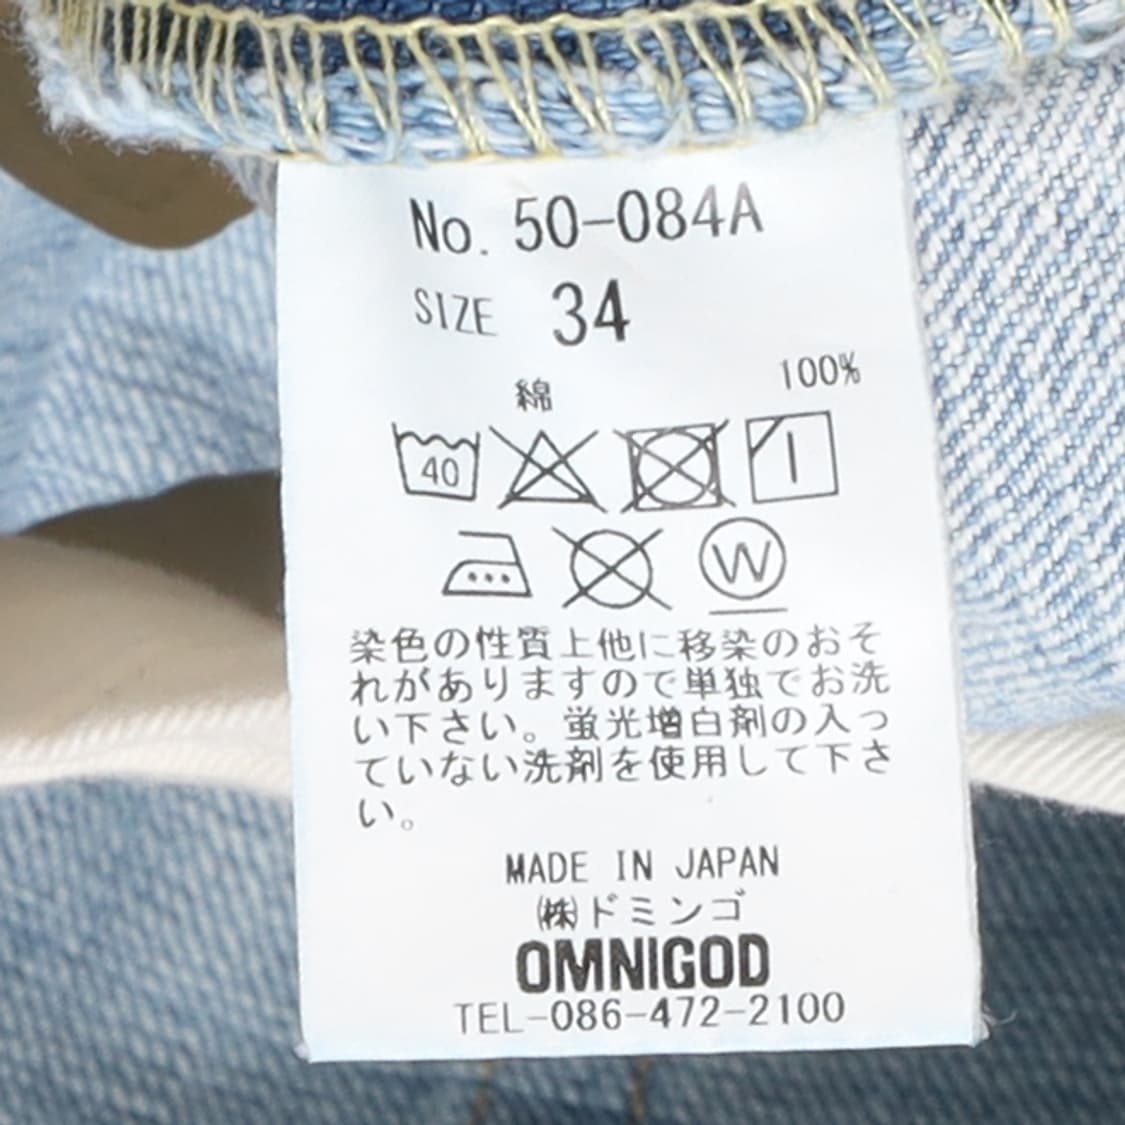 No. 50-084A
SIZE 34
綿 100%
40
W
染色の性質上他に移染のおそ
れがありますので単独でお洗
い下さい。蛍光増白剤の入っ
ていない洗剤を使用して下さ
い。
MADE IN JAPAN
㈱ドミンゴ
OMNIGOD
TEL-086-472-2100